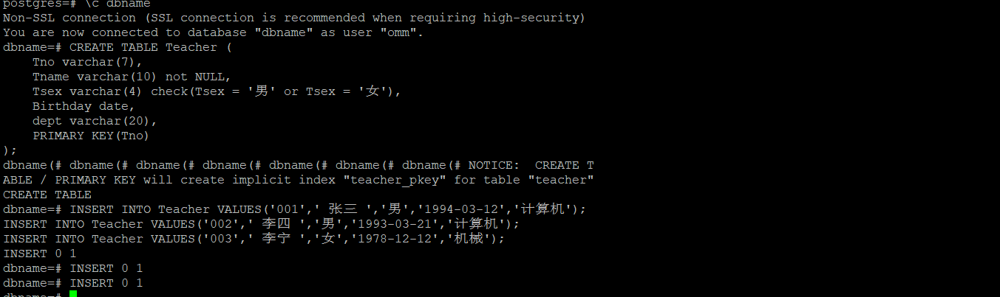 postgres=# \c dbname
Non-SSL connection (SSL connection is recommended when requiring high-security)
You are now connected to database "dbname" as user "omm".
dbname=# CREATE TABLE Teacher (
    Tno varchar(7),
    Tname varchar(10) not NULL,
    Tsex varchar(4) check(Tsex = '男' or Tsex = '女'),
    Birthday date,
    dept varchar(20),
    PRIMARY KEY(Tno)
);
dbname(# dbname(# dbname(# dbname(# dbname(# dbname(# dbname(# NOTICE:  CREATE T
ABLE / PRIMARY KEY will create implicit index "teacher_pkey" for table "teacher"
CREATE TABLE
dbname=# INSERT INTO Teacher VALUES('001',' 张三 ','男','1994-03-12','计算机');
INSERT INTO Teacher VALUES('002',' 李四 ','男','1993-03-21','计算机');
INSERT INTO Teacher VALUES('003',' 李宁 ','女','1978-12-12','机械');
INSERT 0 1
dbname=# INSERT 0 1
dbname=# INSERT 0 1
dbname=#